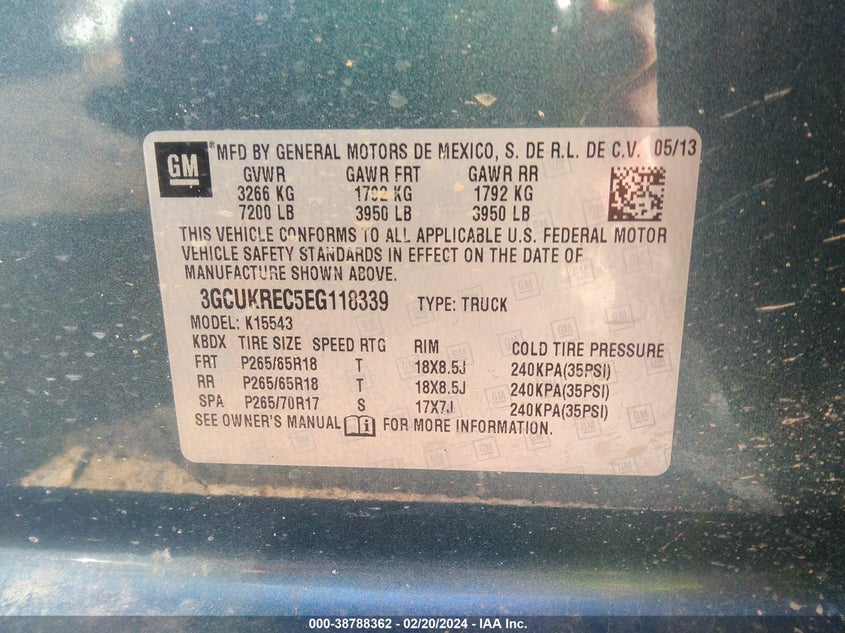 GM ® MFD BY GENERAL MOTORS DE MEXICO, S. DE R.L. DE C.V. 05/13
GVWR GAWR FRT GAWR RR
3266 KG 1792 KG 1792 KG
7200 LB 3950 LB 3950 LB
THIS VEHICLE CONFORMS TO ALL APPLICABLE U.S. FEDERAL MOTOR
VEHICLE SAFETY STANDARDS IN EFFECT ON THE DATE OF
MANUFACTURE SHOWN ABOVE.
3GCUKREC5EG118339 TYPE: TRUCK
MODEL: K15543
KBDX TIRE SIZE SPEED RTG RIM COLD TIRE PRESSURE
FRT P265/65R18 T 18X8.5J 240KPA(35PSI)
RR P265/65R18 T 18X8.5J 240KPA(35PSI)
SPA P265/70R17 S 17X7J 240KPA(35PSI)
SEE OWNER'S MANUAL i FOR MORE INFORMATION.
000-38788362 - 02/20/2024 - IAA Inc.